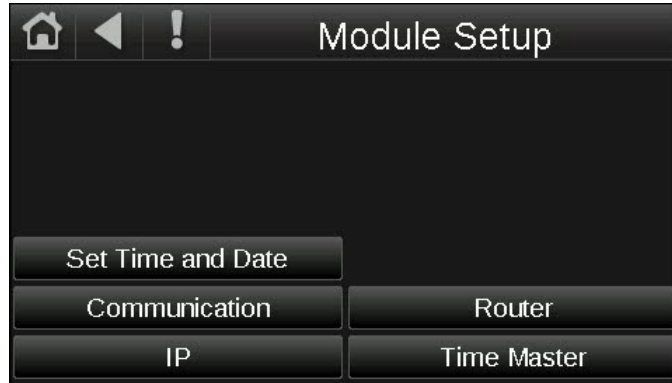 Module Setup
Set Time and Date
Communication
Router
IP
Time Master